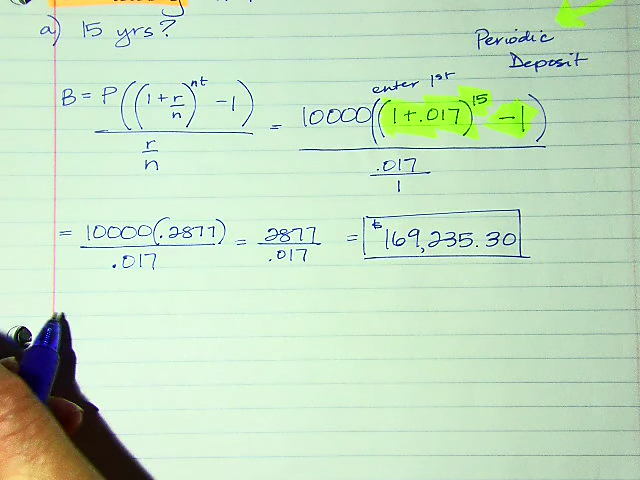 a) 15 yrs?
Periodic
Deposit
enter 1st
B = P((1 + r/n)^nt - 1) / (r/n) = 10000((1 + .017)^15 - 1) / (.017/1)
= 10000(.2877) / .017 = 2877 / .017 = $169,235.30